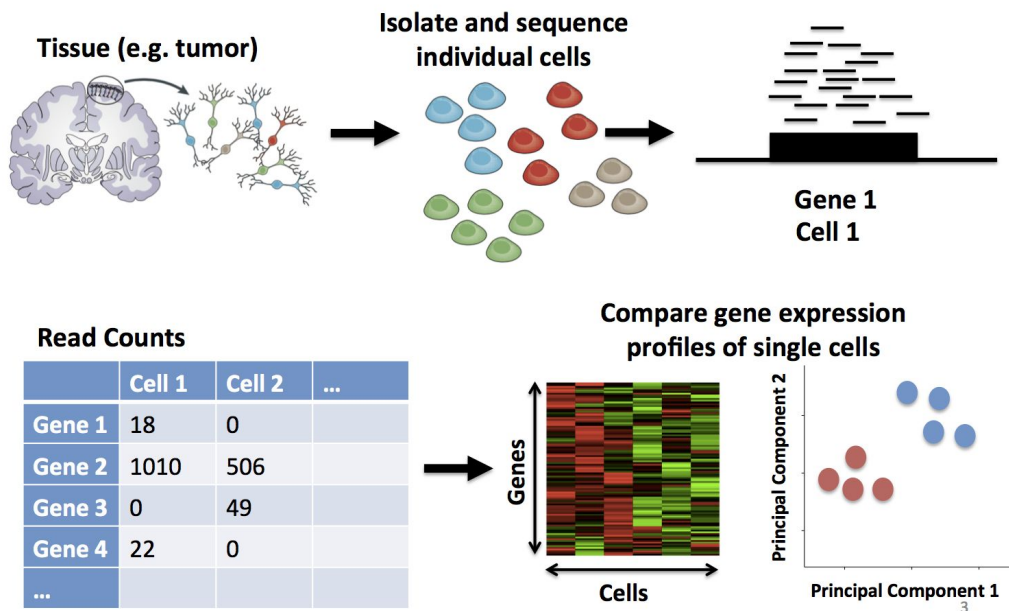 Tissue (e.g. tumor)
Isolate and sequence
individual cells
Gene 1
Cell 1
Read Counts
Cell 1 Cell 2 ...
Gene 1 18 0
Gene 2 1010 506
Gene 3 0 49
Gene 4 22 0
...
Compare gene expression
profiles of single cells
Genes
Cells
Principal Component 2
Principal Component 1
3